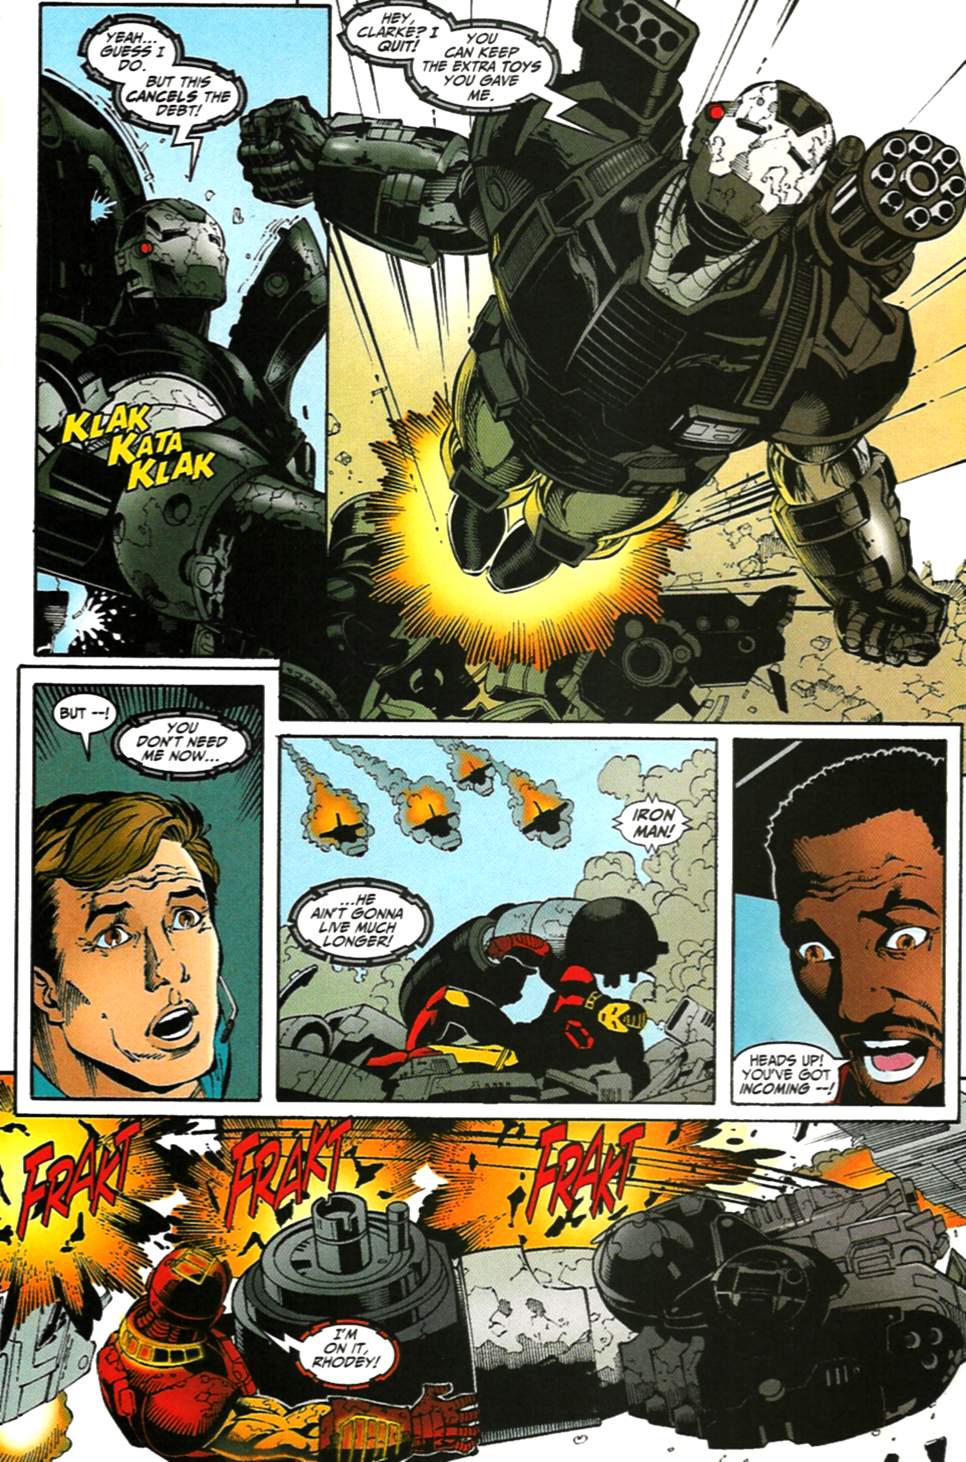 YEAH...
GUESS I
DO.
BUT THIS
CANCELS THE
DEBT!
HEY,
CLARKE? I
QUIT!
YOU
CAN KEEP
THE EXTRA TOYS
YOU GAVE
ME.
KLAK
KATA
KLAK
BUT --!
YOU
DON'T NEED
ME NOW...
...HE
AIN'T GONNA
LIVE MUCH
LONGER!
IRON
MAN!
HEADS UP!
YOU'VE GOT
INCOMING --!
FRAKT
FRAKT
FRAKT
I'M
ON IT,
RHODEY!